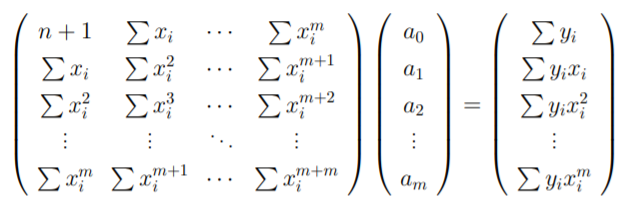 n + 1 ∑ x_i ⋯ ∑ x_i^m a_0 ∑ y_i
∑ x_i ∑ x_i^2 ⋯ ∑ x_i^{m+1} a_1 ∑ y_i x_i
∑ x_i^2 ∑ x_i^3 ⋯ ∑ x_i^{m+2} a_2 = ∑ y_i x_i^2
⋮ ⋮ ⋱ ⋮ ⋮ ⋮
∑ x_i^m ∑ x_i^{m+1} ⋯ ∑ x_i^{m+m} a_m ∑ y_i x_i^m